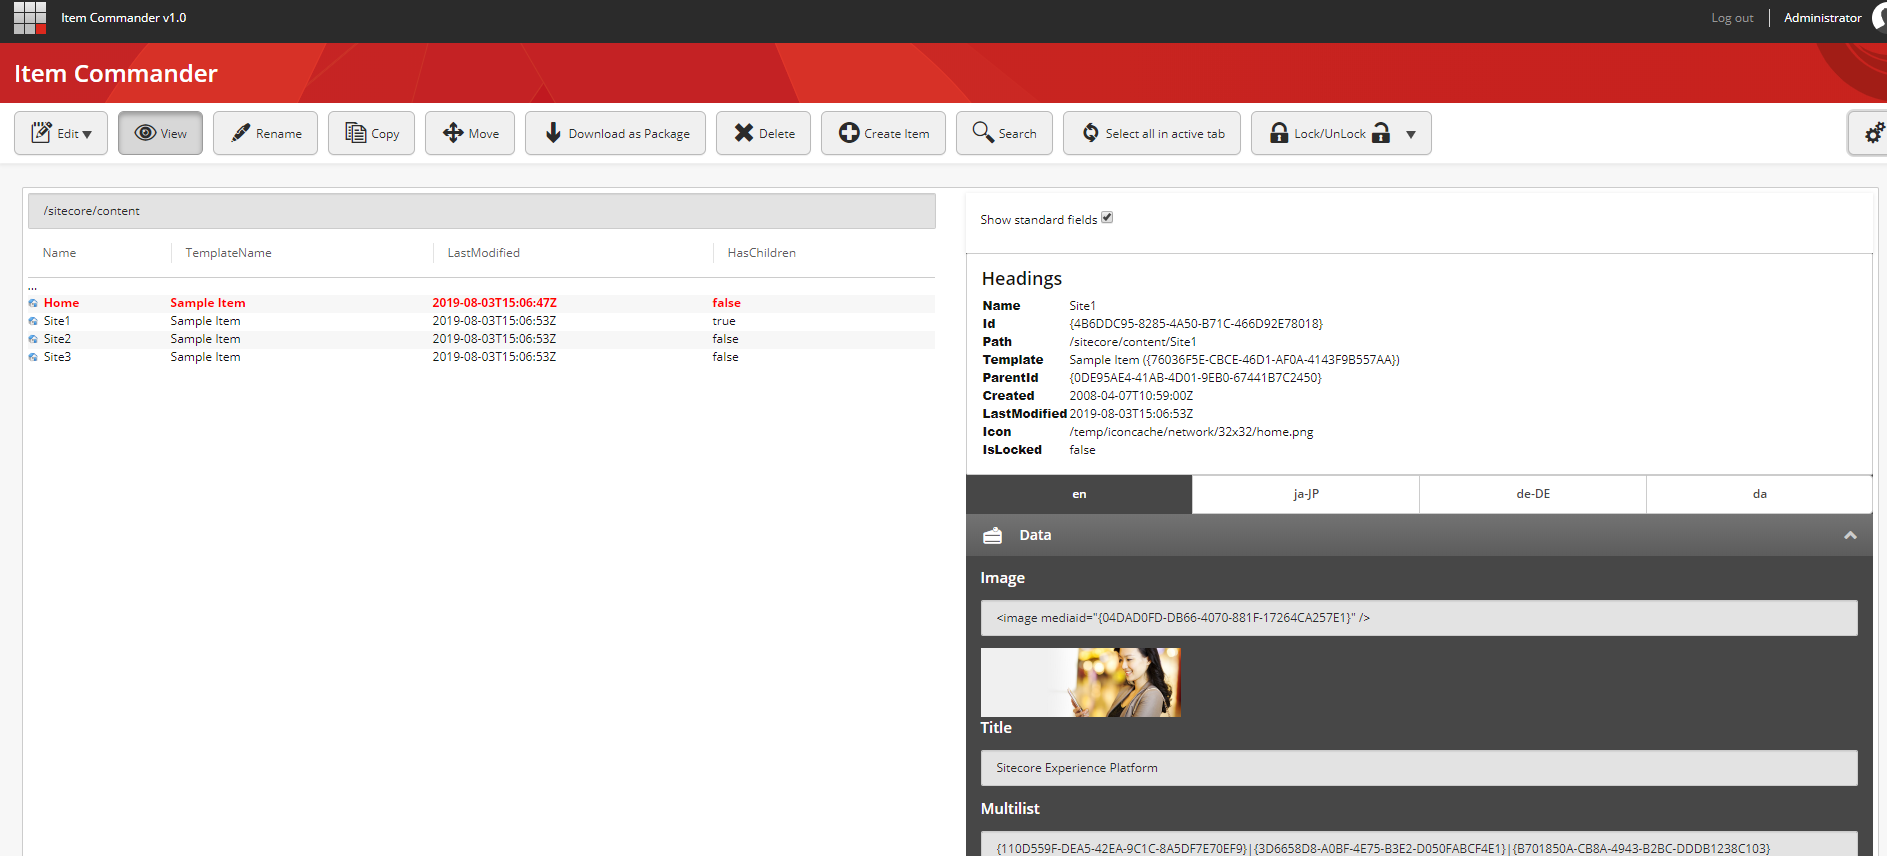 Item Commander v1.0
Log out Administrator
Item Commander
Edit View Rename Copy Move Download as Package Delete Create Item Search Select all in active tab Lock/UnLock
/sitecore/content
Name TemplateName LastModified HasChildren
...
Home Sample Item 2019-08-03T15:06:47Z false
Site1 Sample Item 2019-08-03T15:06:53Z true
Site2 Sample Item 2019-08-03T15:06:53Z false
Site3 Sample Item 2019-08-03T15:06:53Z false
Show standard fields
Headings
Name Site1
Id {4B6DDC95-8285-4A50-B71C-466D92E78018}
Path /sitecore/content/Site1
Template Sample Item ({76036F5E-CBCE-46D1-AF0A-4143F9B557AA})
ParentId {0DE95AE4-41AB-4D01-9EB0-67441B7C2450}
Created 2008-04-07T10:59:00Z
LastModified 2019-08-03T15:06:53Z
Icon /temp/iconcache/network/32x32/home.png
IsLocked false
en ja-JP de-DE da
Data
Image
<image mediaid="{04DAD0FD-DB66-4070-881F-17264CA257E1}" />
Title
Sitecore Experience Platform
Multilist
{110D559F-DEA5-42EA-9C1C-8A5DF7E70EF9}|{3D6658D8-A0BF-4E75-B3E2-D050FABCF4E1}|{B701850A-CB8A-4943-B2BC-DDDB1238C103}